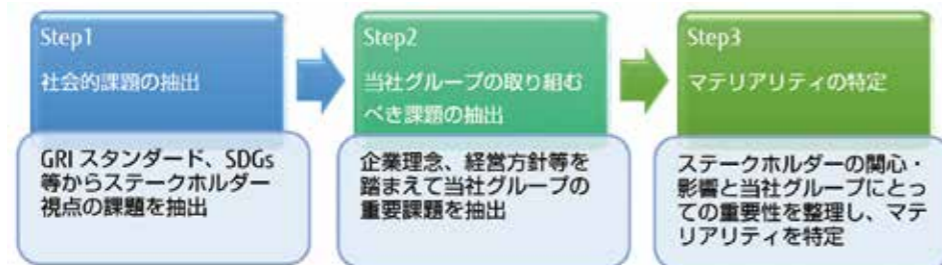 Step1
社会的課題の抽出
GRI スタンダード、SDGs
等からステークホルダー
視点の課題を抽出
Step2
当社グループの取り組む
べき課題の抽出
企業理念、経営方針等を
踏まえて当社グループの
重要課題を抽出
Step3
マテリアリティの特定
ステークホルダーの関心・
影響と当社グループにとっ
ての重要性を整理し、マテ
リアリティを特定